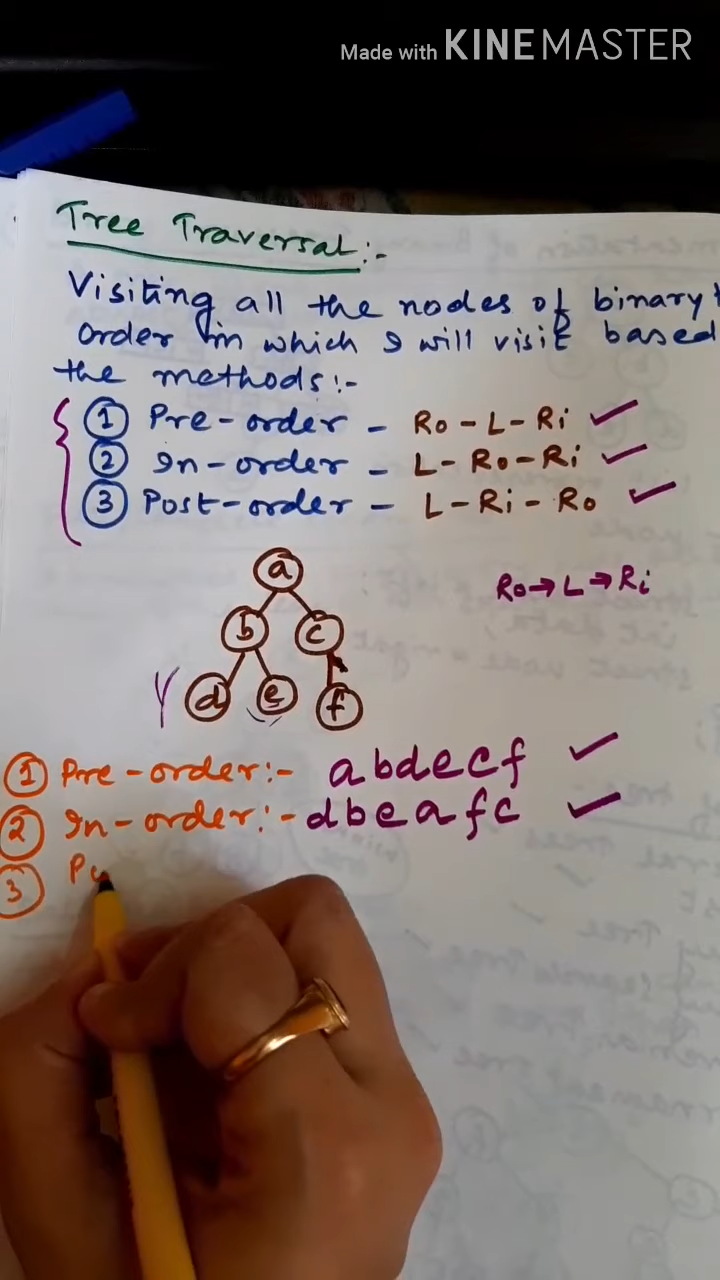 Made with KINEMASTER
Tree Traversal:-
Visiting all the nodes of binary
order in which I will visit based
the methods:-
① Pre-order - Ro-L-Ri ✓
② In-order - L-Ro-Ri ✓
③ Post-order - L-Ri-Ro ✓
a
Ro→L→Ri
b c
d e f
① Pre-order:- abdecf ✓
② In-order:- dbeafc ✓
③ P